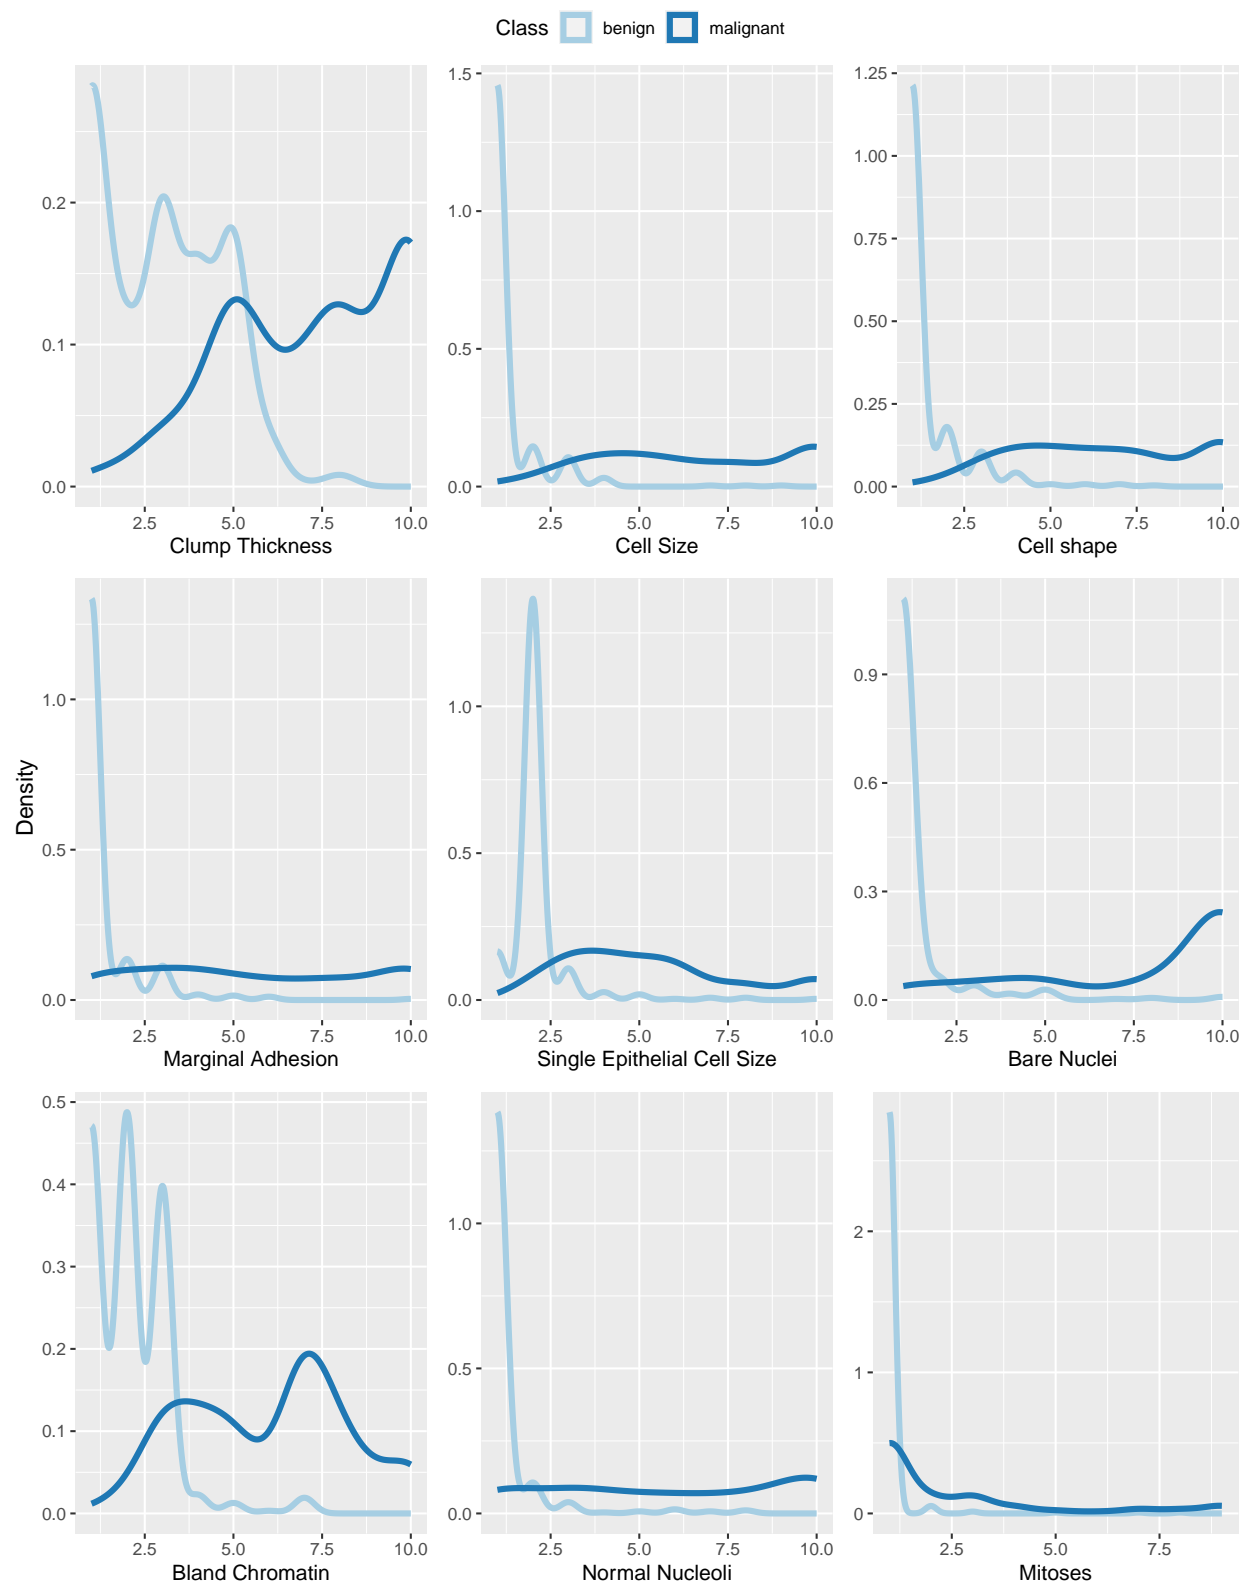 Class benign malignant
0.2
0.1
0.0
2.5 5.0 7.5 10.0
Clump Thickness
1.5
1.0
0.5
0.0
2.5 5.0 7.5 10.0
Cell Size
1.25
1.00
0.75
0.50
0.25
0.00
2.5 5.0 7.5 10.0
Cell shape
Density
1.0
0.5
0.0
2.5 5.0 7.5 10.0
Marginal Adhesion
1.0
0.5
0.0
2.5 5.0 7.5 10.0
Single Epithelial Cell Size
0.9
0.6
0.3
0.0
2.5 5.0 7.5 10.0
Bare Nuclei
0.5
0.4
0.3
0.2
0.1
0.0
2.5 5.0 7.5 10.0
Bland Chromatin
1.0
0.5
0.0
2.5 5.0 7.5 10.0
Normal Nucleoli
2
1
0
2.5 5.0 7.5
Mitoses